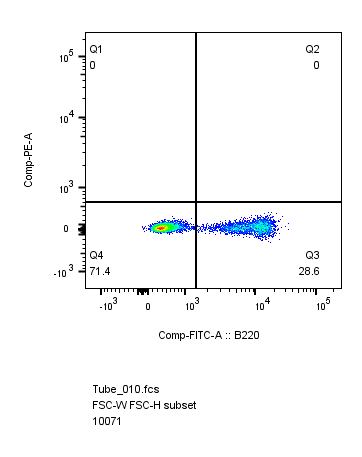 Q1
0
Q2
0
Q4
71.4
Q3
28.6
10^5
10^4
10^3
0
-10^3
Comp-PE-A
-10^3 0 10^3 10^4 10^5
Comp-FITC-A :: B220
Tube_010.fcs
FSC-W FSC-H subset
10071